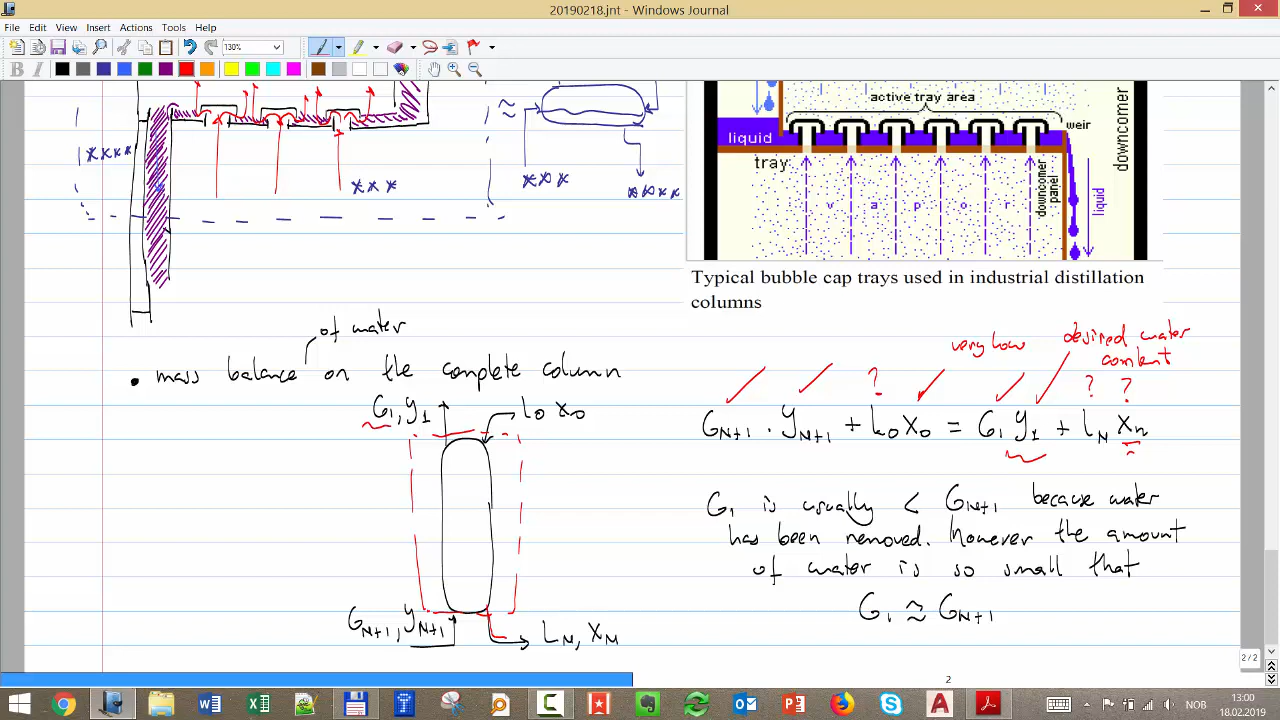 20190218.jnt - Windows Journal
File Edit View Insert Actions Tools Help
130%
B I
active tray area
weir
liquid
tray
downcomer
downcomer panel
liquid
v a p o r
Typical bubble cap trays used in industrial distillation
columns
of water
• mass balance on the complete column
G1, y1
L0 x0
GN+1, yN+1
LN, xN
very low
desired water
content
? ? ?
GN+1 · yN+1 + L0 x0 = G1 y1 + LN xn
G1 is usually < GN+1 because water
has been removed. However the amount
of water is so small that
G1 ≈ GN+1
2/2
2
NOB
13:00
18.02.2019